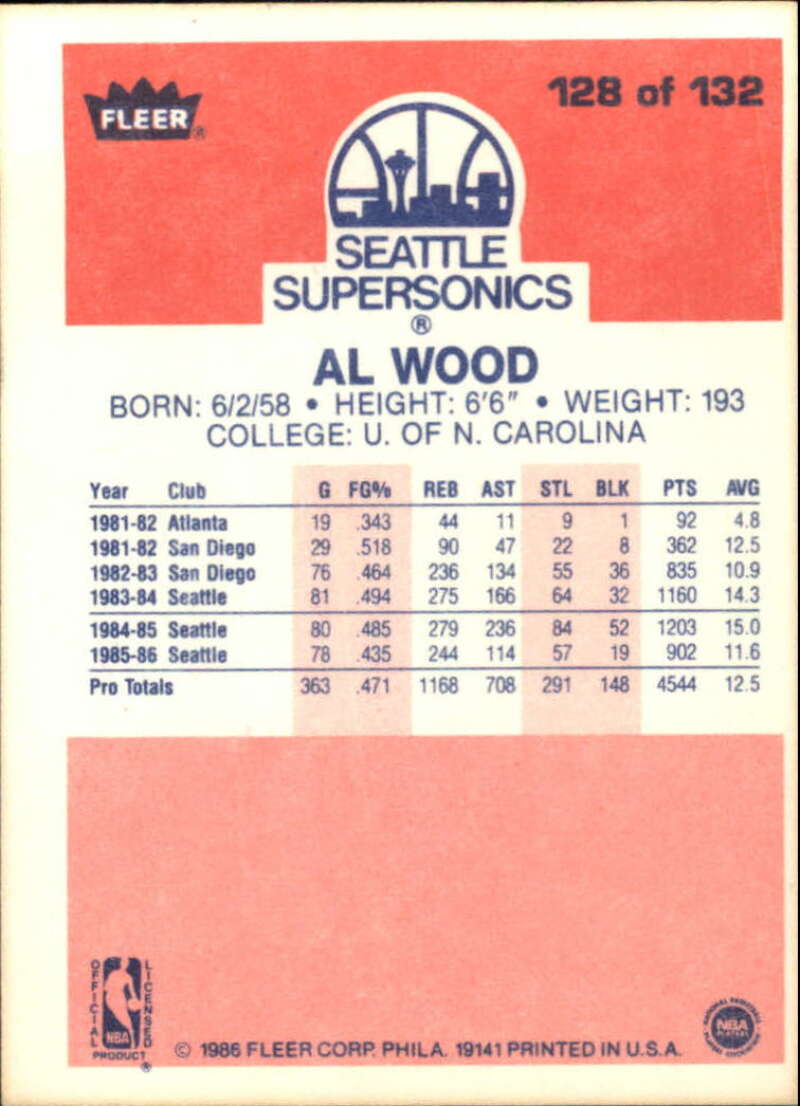 128 of 132
FLEER®
SEATTLE
SUPERSONICS
®
AL WOOD
BORN: 6/2/58 • HEIGHT: 6'6" • WEIGHT: 193
COLLEGE: U. OF N. CAROLINA
Year Club G FG% REB AST STL BLK PTS AVG
1981-82 Atlanta 19 .343 44 11 9 1 92 4.8
1981-82 San Diego 29 .518 90 47 22 8 362 12.5
1982-83 San Diego 76 .464 236 134 55 36 835 10.9
1983-84 Seattle 81 .494 275 166 64 32 1160 14.3
1984-85 Seattle 80 .485 279 236 84 52 1203 15.0
1985-86 Seattle 78 .435 244 114 57 19 902 11.6
Pro Totals 363 .471 1168 708 291 148 4544 12.5
OFFICIAL
LICENSED
NBA
PRODUCT
®
© 1986 FLEER CORP. PHILA. 19141 PRINTED IN U.S.A.
NATIONAL BASKETBALL
NBA
PLAYERS
PLAYERS ASSOCIATION